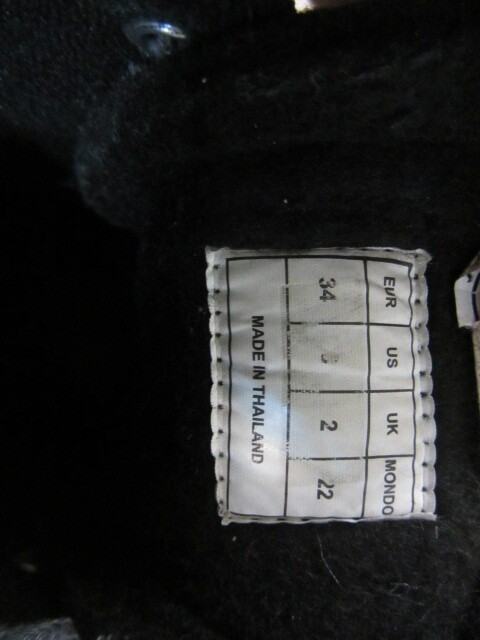 EUR US UK MONDO
34 2 22
MADE IN THAILAND